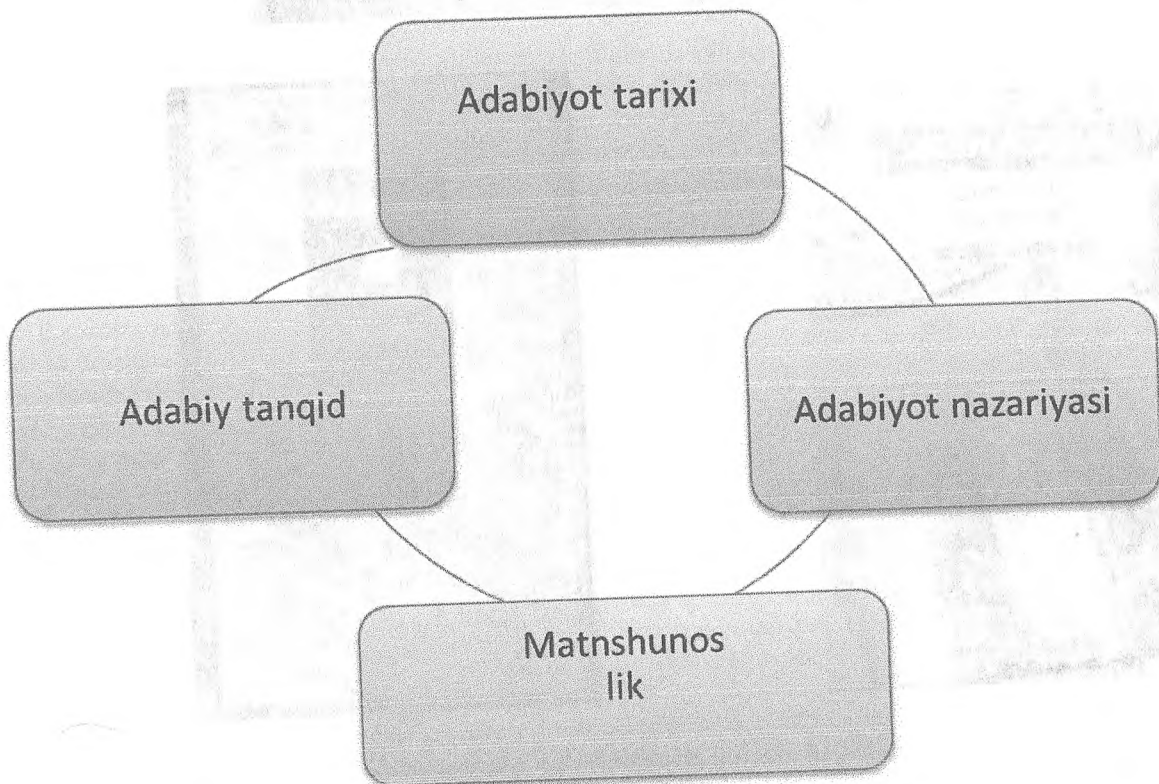 Adabiyot tarixi
Adabiy tanqid
Adabiyot nazariyasi
Matnshunos
lik